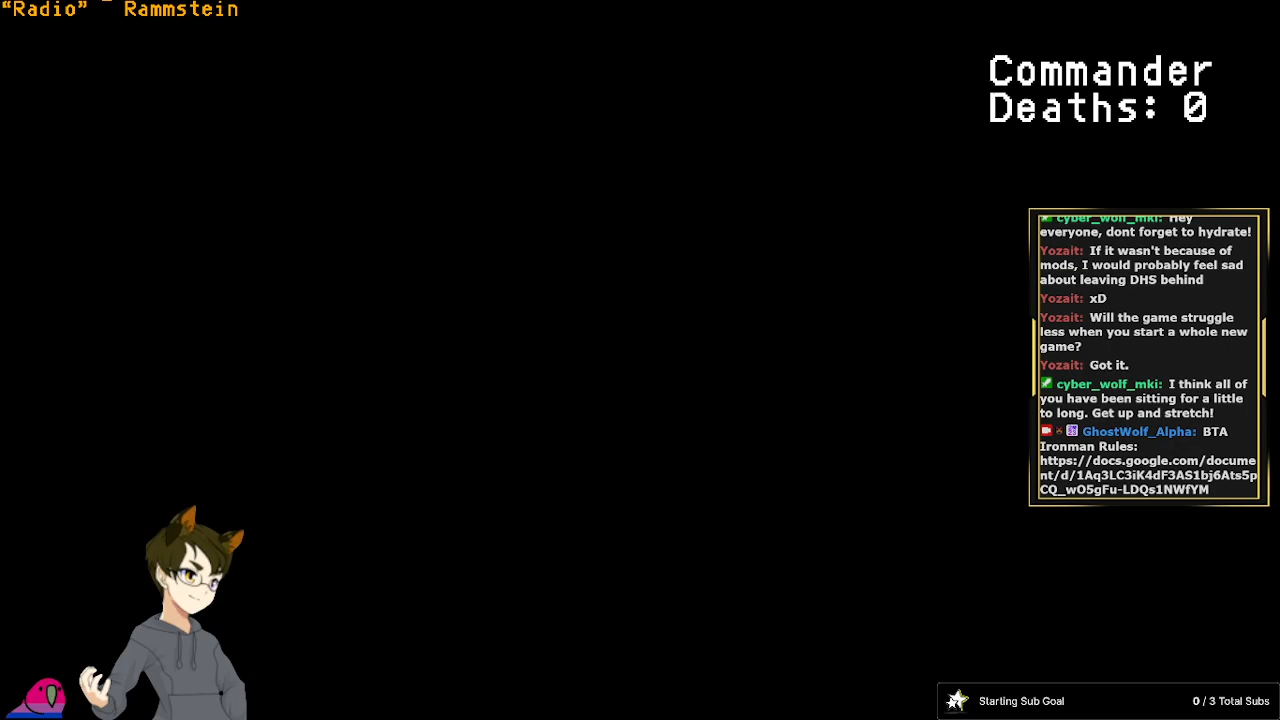 “Radio” ~ Rammstein
Commander
Deaths: 0
cyber_wolf_mki: Hey
everyone, dont forget to hydrate!
Yozait: If it wasn't because of
mods, I would probably feel sad
about leaving DHS behind
Yozait: xD
Yozait: Will the game struggle
less when you start a whole new
game?
Yozait: Got it.
cyber_wolf_mki: I think all of
you have been sitting for a little
to long. Get up and stretch!
GhostWolf_Alpha: BTA
Ironman Rules:
https://docs.google.com/docume
nt/d/1Aq3LC3iK4dF3AS1bj6Ats5p
CQ_wO5gFu-LDQs1NWfYM
Starting Sub Goal
0 / 3 Total Subs